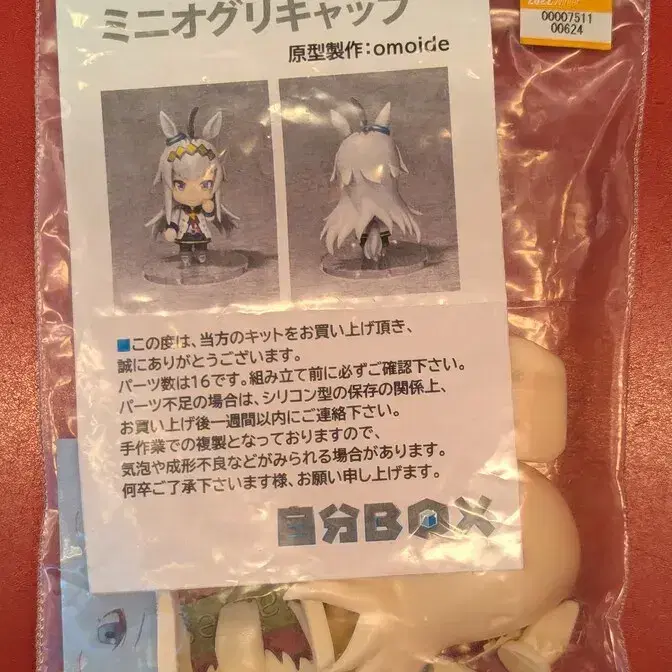 ミニオグリキャップ
原型製作:omoide
00007511
00624
■この度は、当方のキットをお買い上げ頂き、
誠にありがとうございます。
パーツ数は16です。組み立て前に必ずご確認下さい。
パーツ不足の場合は、シリコン型の保存の関係上、
お買い上げ後一週間以内にご連絡下さい。
手作業での複製となっておりますので、
気泡や成形不良などがみられる場合があります。
何卒ご了承下さいます様、お願い申し上げます。
自分BOX